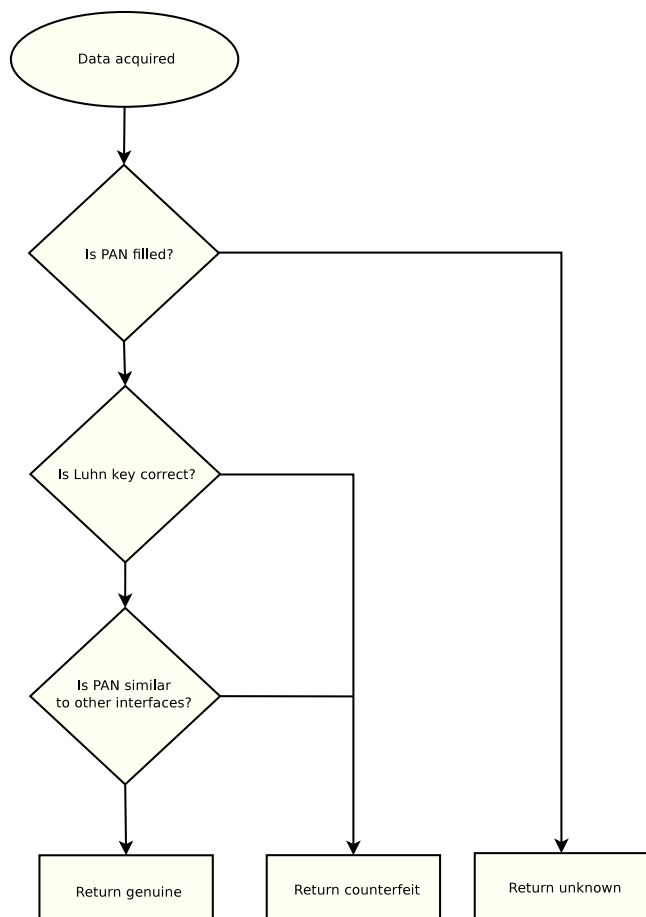 Data acquired
Is PAN filled?
Is Luhn key correct?
Is PAN similar
to other interfaces?
Return genuine
Return counterfeit
Return unknown